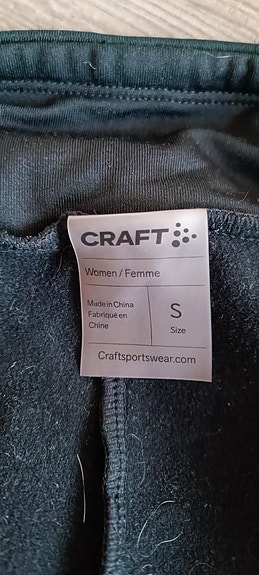 CRAFT
Women / Femme
Made in China
Fabriqué en
Chine
S
Size
Craftsportswear.com